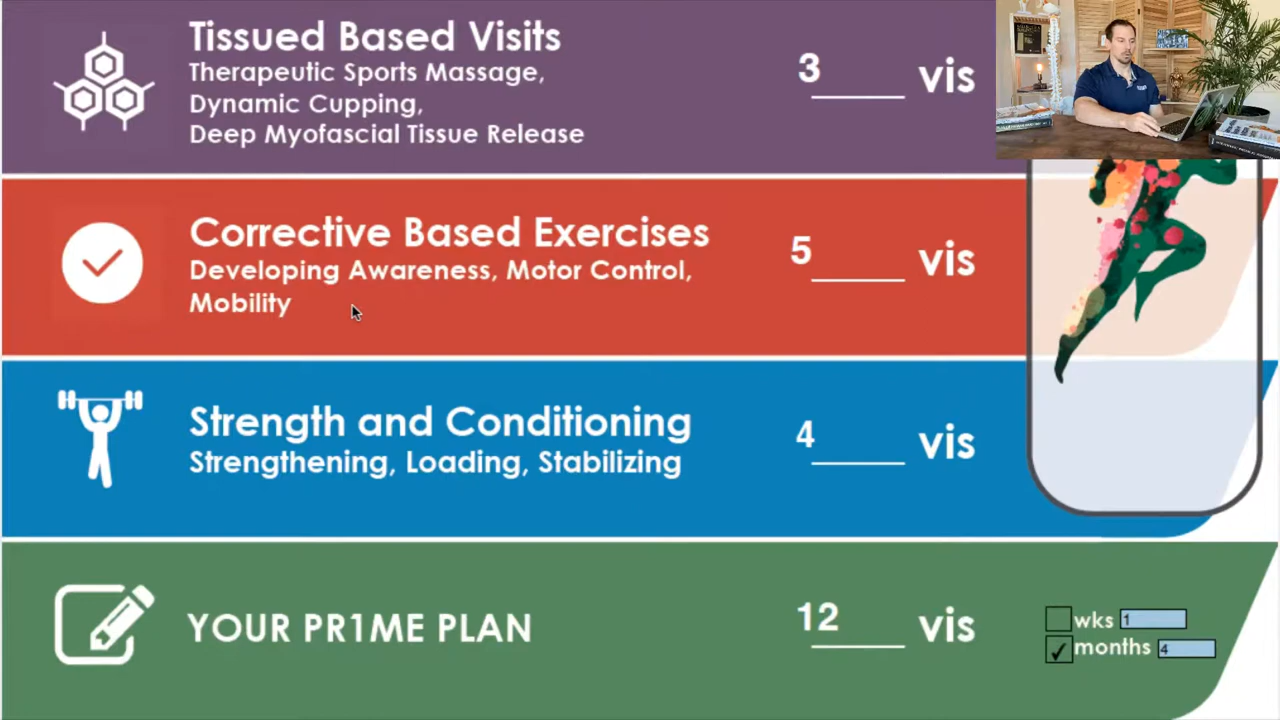 Tissued Based Visits
Therapeutic Sports Massage,
Dynamic Cupping,
Deep Myofascial Tissue Release
3 vis
Corrective Based Exercises
Developing Awareness, Motor Control,
Mobility
5 vis
Strength and Conditioning
Strengthening, Loading, Stabilizing
4 vis
YOUR PR1ME PLAN
12 vis
wks 1
months 4